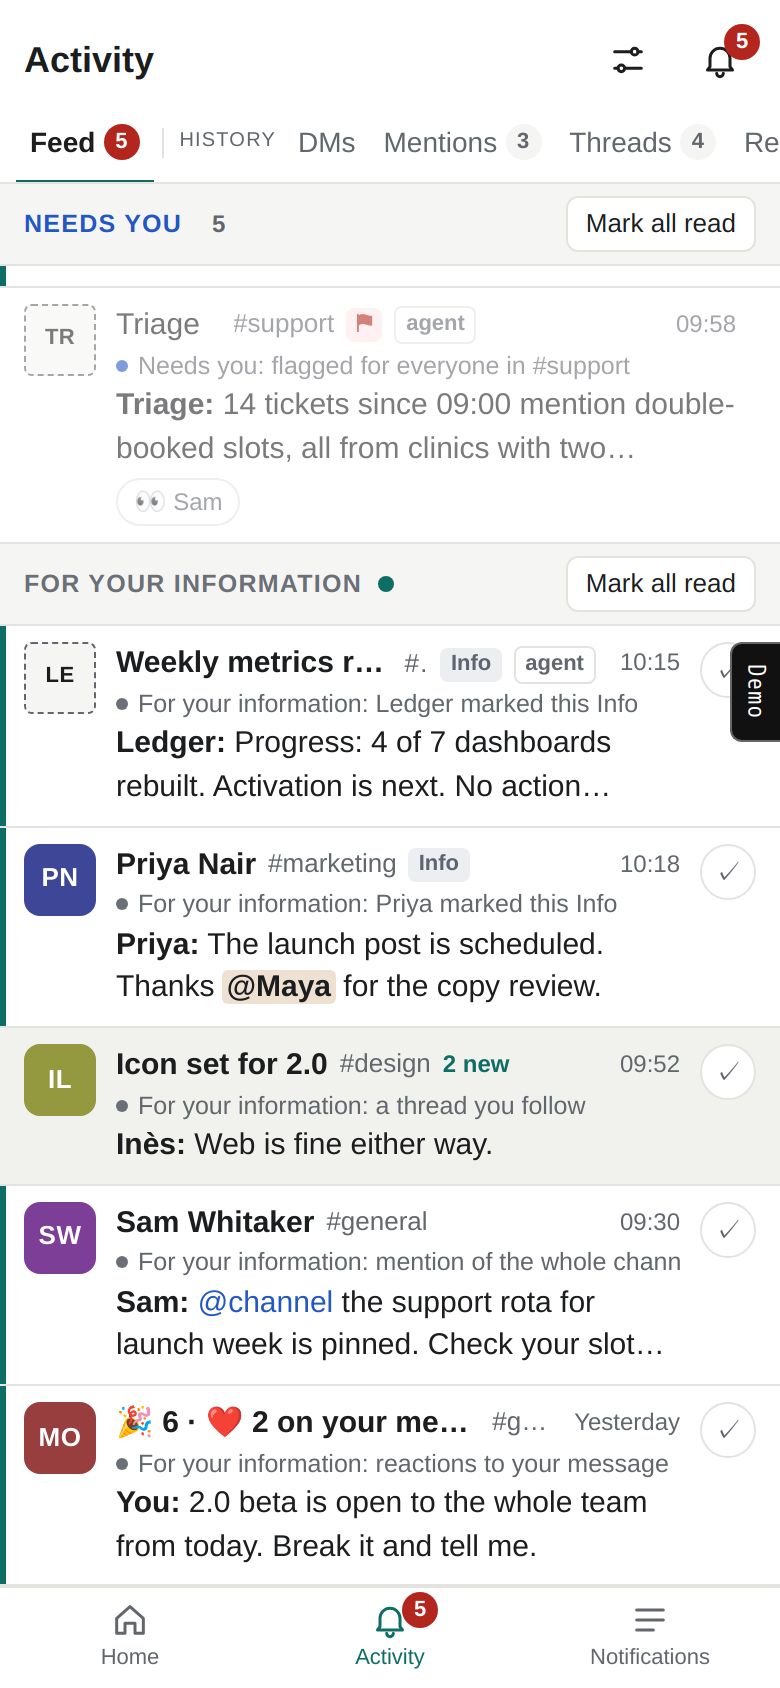 Activity
5
Feed 5 HISTORY DMs Mentions 3 Threads 4 Re
NEEDS YOU 5 Mark all read
TR Triage #support agent 09:58
Needs you: flagged for everyone in #support
Triage: 14 tickets since 09:00 mention double-
booked slots, all from clinics with two…
👀 Sam
FOR YOUR INFORMATION Mark all read
LE Weekly metrics r… #. Info agent 10:15 ✓
Demo
For your information: Ledger marked this Info
Ledger: Progress: 4 of 7 dashboards
rebuilt. Activation is next. No action…
PN Priya Nair #marketing Info 10:18 ✓
For your information: Priya marked this Info
Priya: The launch post is scheduled.
Thanks @Maya for the copy review.
IL Icon set for 2.0 #design 2 new 09:52 ✓
For your information: a thread you follow
Inès: Web is fine either way.
SW Sam Whitaker #general 09:30 ✓
For your information: mention of the whole chann
Sam: @channel the support rota for
launch week is pinned. Check your slot…
MO 🎉 6 · ❤️ 2 on your me… #g… Yesterday ✓
For your information: reactions to your message
You: 2.0 beta is open to the whole team
from today. Break it and tell me.
5
Home Activity Notifications